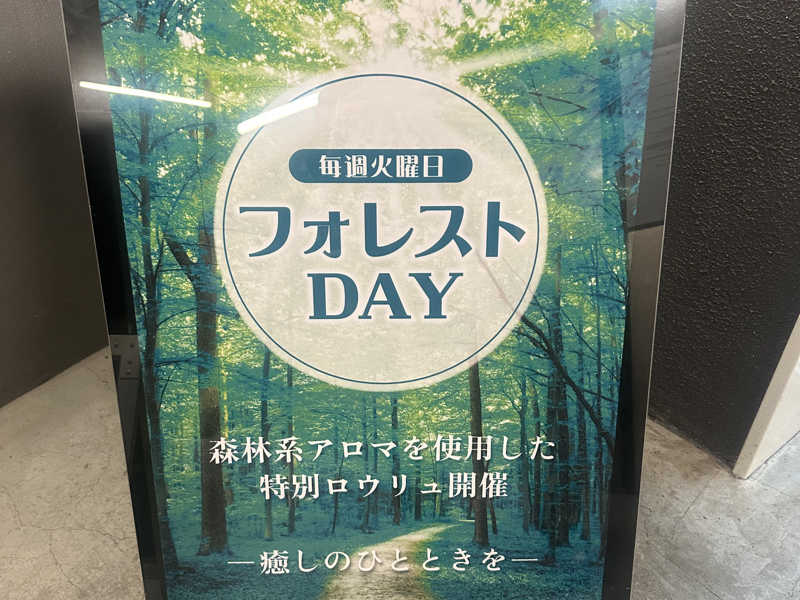 毎週火曜日
フォレスト
DAY
森林系アロマを使用した
特別ロウリュ開催
―癒しのひとときを―